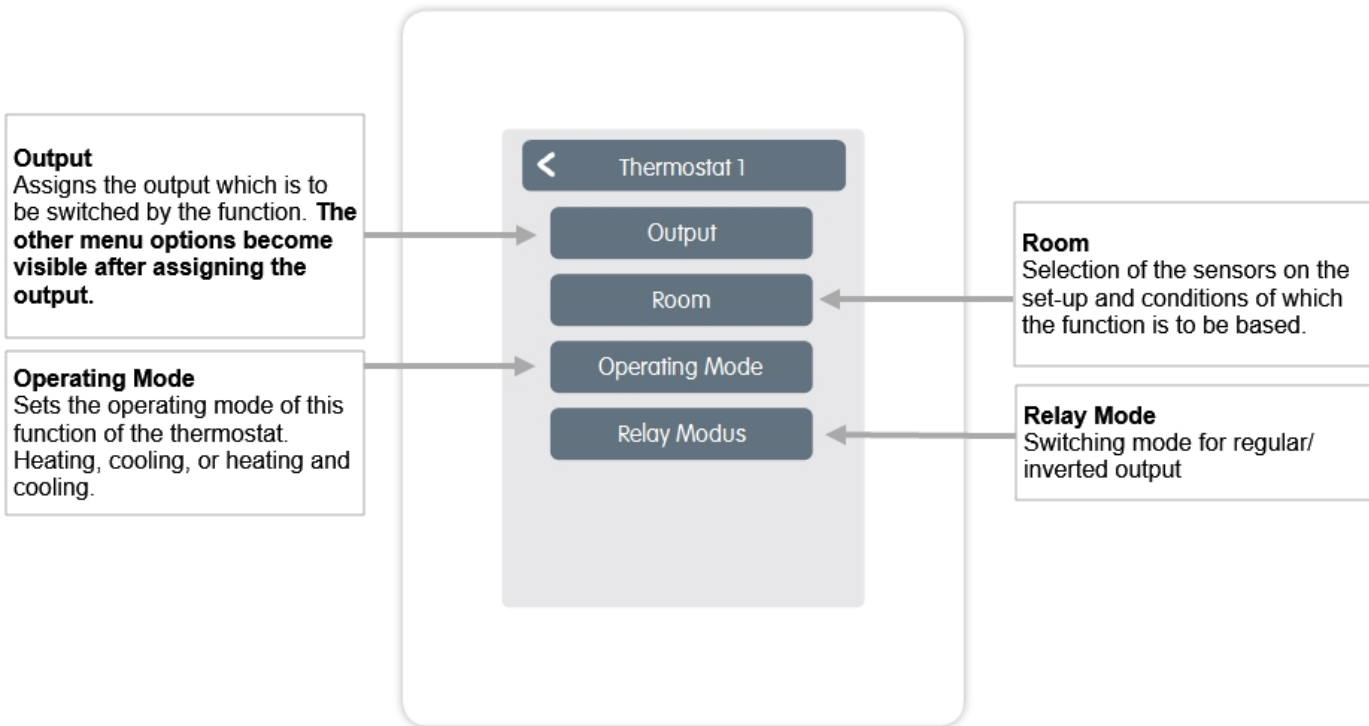 Output
Assigns the output which is to
be switched by the function. The
other menu options become
visible after assigning the
output.
Operating Mode
Sets the operating mode of this
function of the thermostat.
Heating, cooling, or heating and
cooling.
Thermostat 1
Output
Room
Operating Mode
Relay Modus
Room
Selection of the sensors on the
set-up and conditions of which
the function is to be based.
Relay Mode
Switching mode for regular/
inverted output